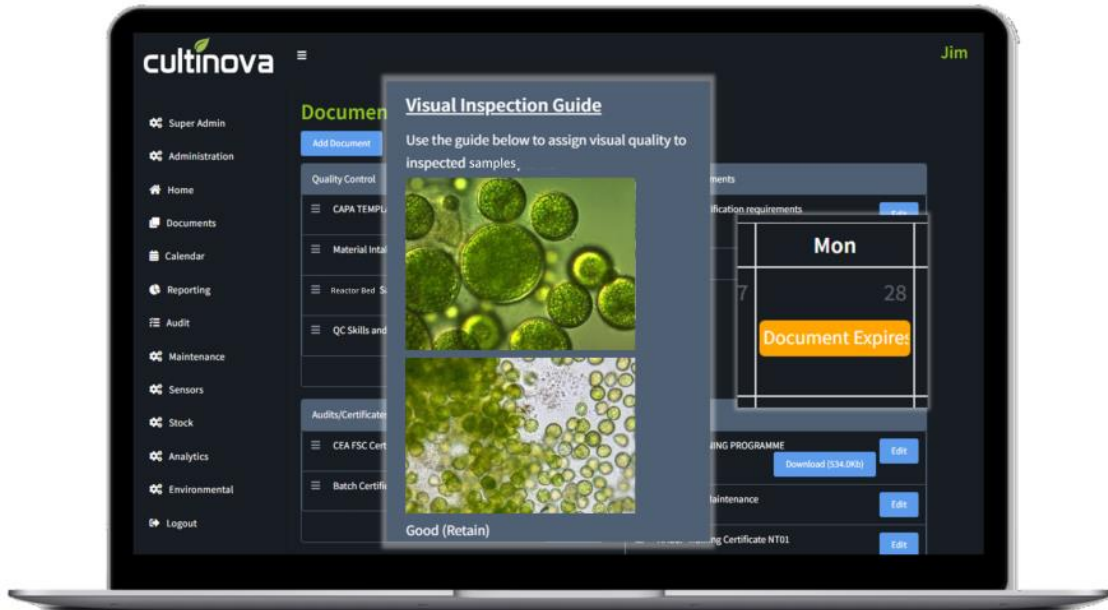 cultinova
Jim
Super Admin
Administration
Home
Documents
Calendar
Reporting
Audit
Maintenance
Sensors
Stock
Analytics
Environmental
Logout
Documen
Add Document
Quality Control
CAPA TEMPL
Material Inta
Reactor Bed S
QC Skills and
Audits/Certificate
CEA FSC Cert
Batch Certifi
Visual Inspection Guide
Use the guide below to assign visual quality to
inspected samples.
Good (Retain)
ments
ification requirements
Edit
Mon
7 28
Document Expires
NING PROGRAMME
Edit
Download (534.0Kb)
Maintenance
Edit
ning Certificate NT01
Edit